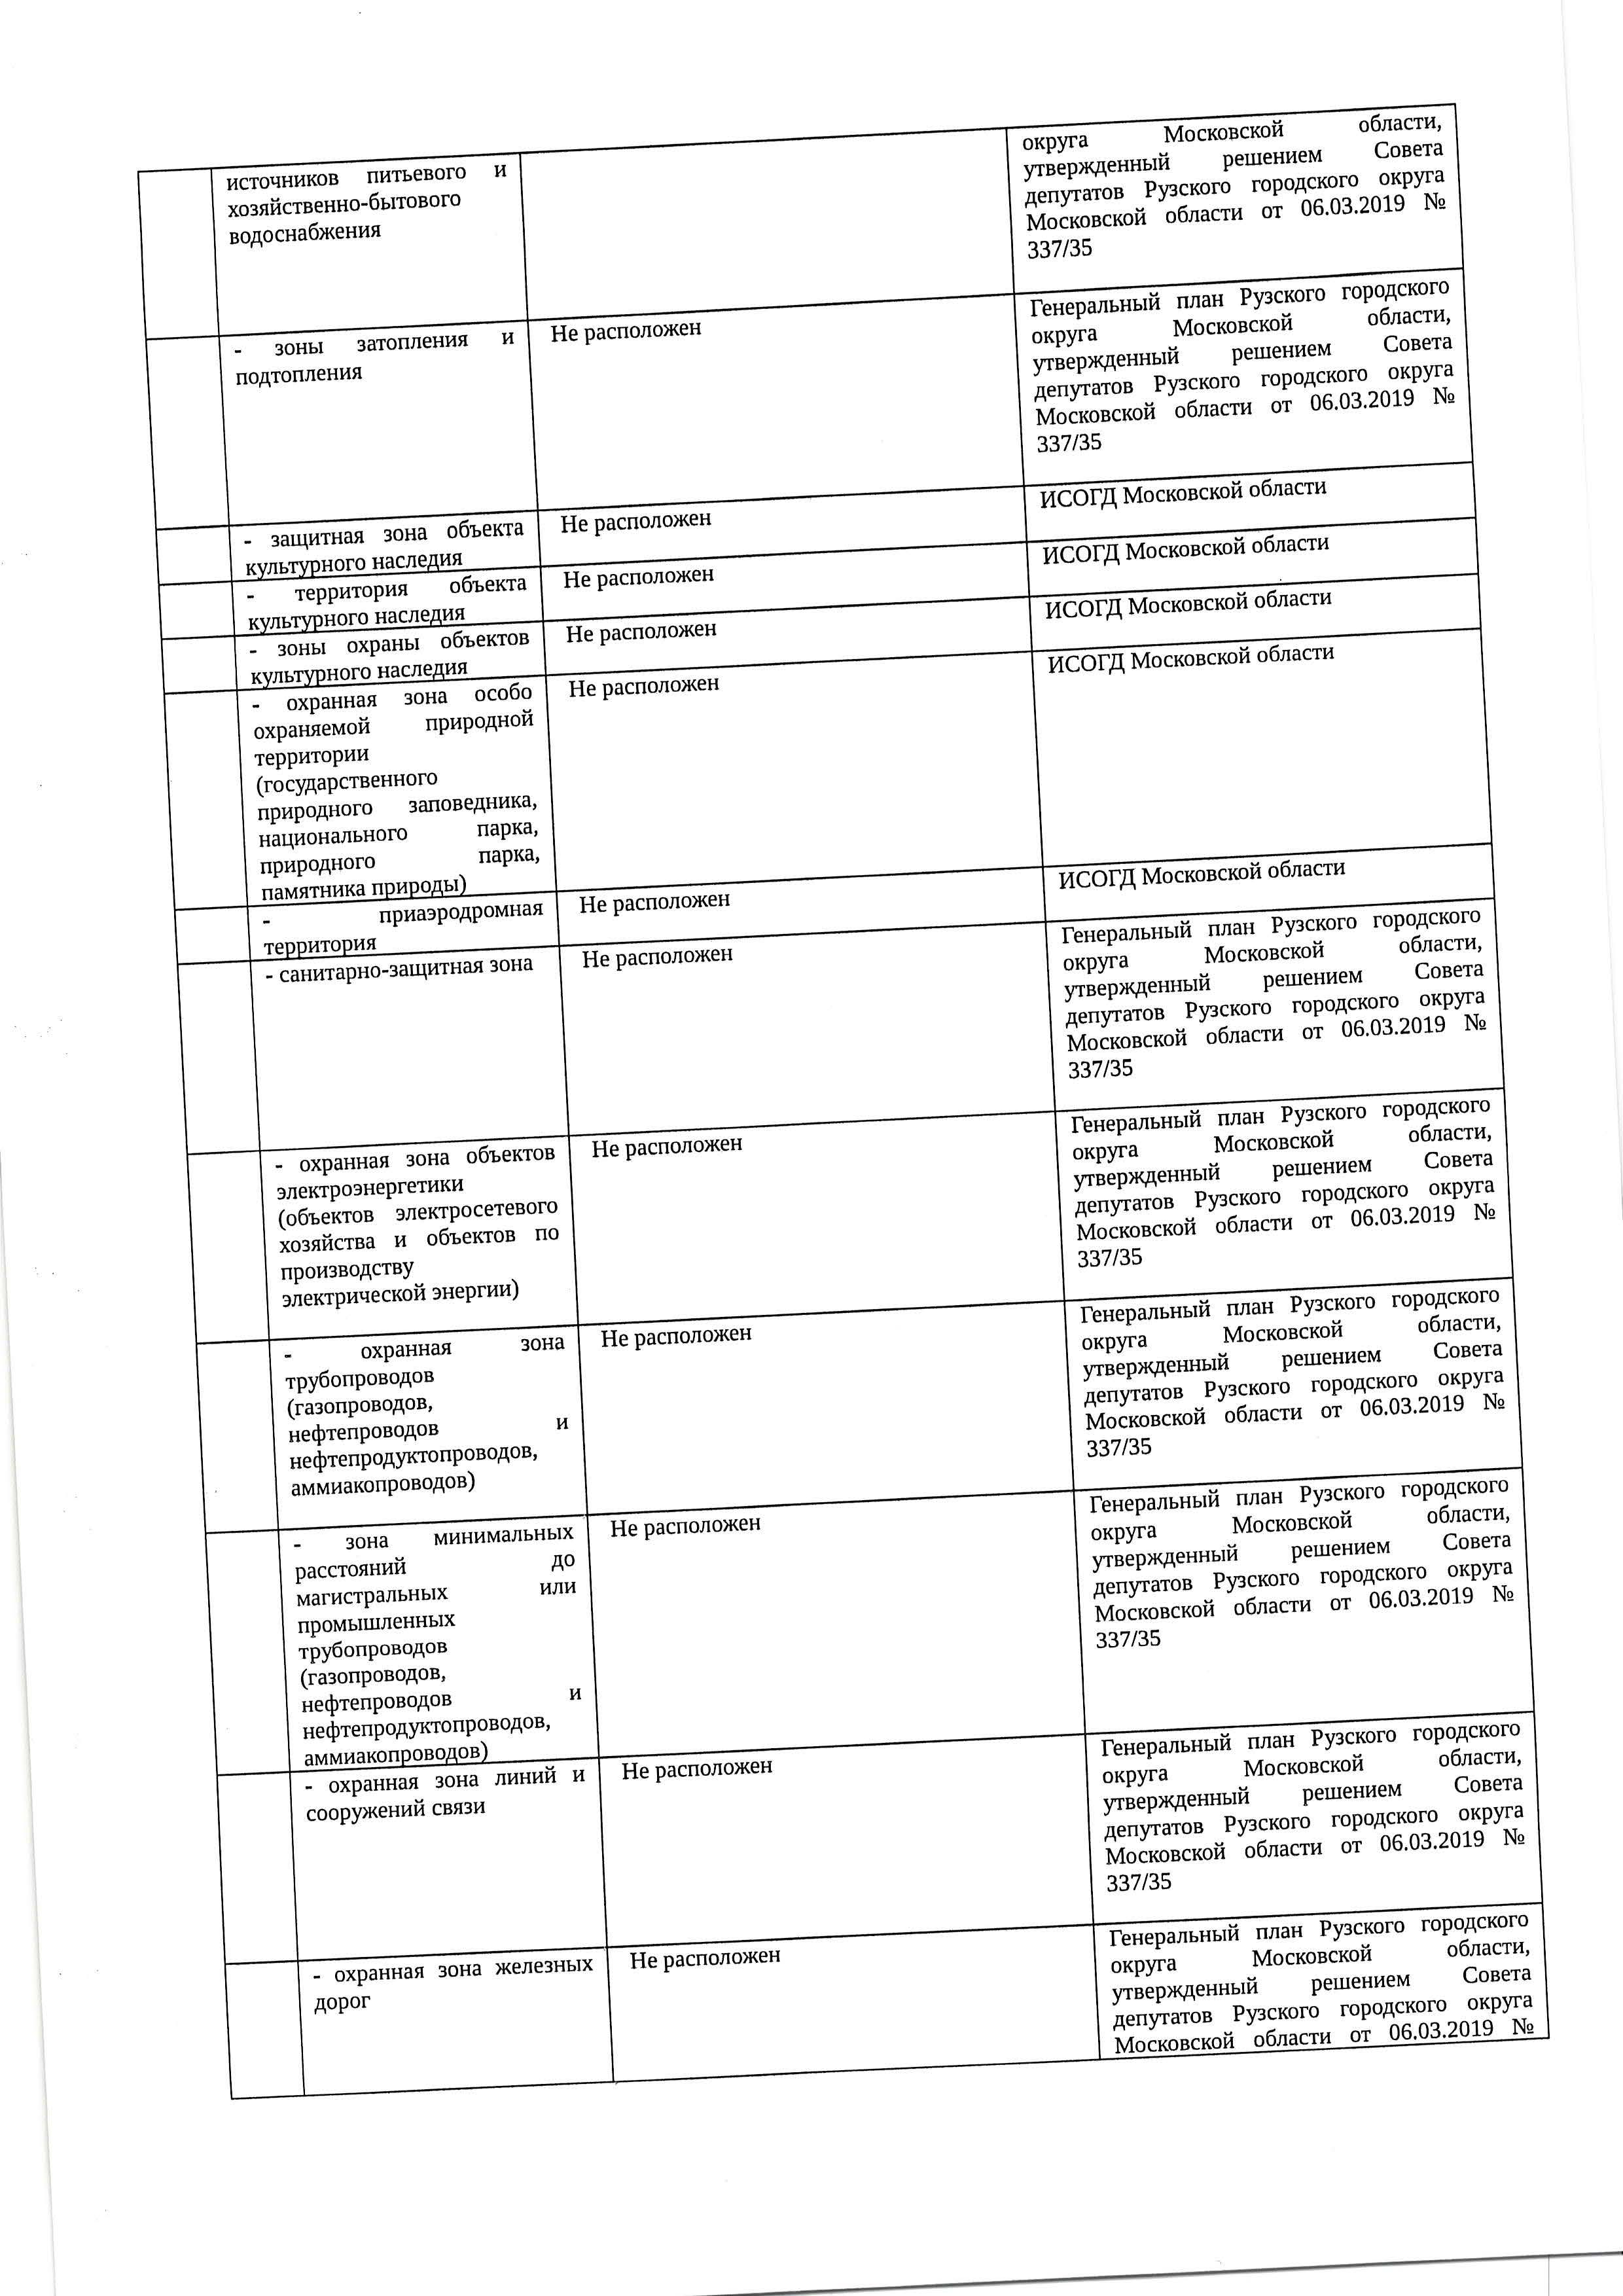 источников питьевого и
хозяйственно-бытового
водоснабжения
округа Московской области,
утвержденный решением Совета
депутатов Рузского городского округа
Московской области от 06.03.2019 №
337/35
- зоны затопления и
подтопления
Не расположен
Генеральный план Рузского городского
округа Московской области,
утвержденный решением Совета
депутатов Рузского городского округа
Московской области от 06.03.2019 №
337/35
- защитная зона объекта
культурного наследия
Не расположен
ИСОГД Московской области
- территория объекта
культурного наследия
Не расположен
ИСОГД Московской области
- зоны охраны объектов
культурного наследия
Не расположен
ИСОГД Московской области
- охранная зона особо
охраняемой природной
территории
(государственного
природного заповедника,
национального парка,
природного парка,
памятника природы)
Не расположен
ИСОГД Московской области
- приаэродромная
территория
Не расположен
ИСОГД Московской области
- санитарно-защитная зона
Не расположен
Генеральный план Рузского городского
округа Московской области,
утвержденный решением Совета
депутатов Рузского городского округа
Московской области от 06.03.2019 №
337/35
- охранная зона объектов
электроэнергетики
(объектов электросетевого
хозяйства и объектов по
производству
электрической энергии)
Не расположен
Генеральный план Рузского городского
округа Московской области,
утвержденный решением Совета
депутатов Рузского городского округа
Московской области от 06.03.2019 №
337/35
- охранная зона
трубопроводов
(газопроводов,
нефтепроводов и
нефтепродуктопроводов,
аммиакопроводов)
Не расположен
Генеральный план Рузского городского
округа Московской области,
утвержденный решением Совета
депутатов Рузского городского округа
Московской области от 06.03.2019 №
337/35
- зона минимальных
расстояний до
магистральных или
промышленных
трубопроводов
(газопроводов,
нефтепроводов и
нефтепродуктопроводов,
аммиакопроводов)
Не расположен
Генеральный план Рузского городского
округа Московской области,
утвержденный решением Совета
депутатов Рузского городского округа
Московской области от 06.03.2019 №
337/35
- охранная зона линий и
сооружений связи
Не расположен
Генеральный план Рузского городского
округа Московской области,
утвержденный решением Совета
депутатов Рузского городского округа
Московской области от 06.03.2019 №
337/35
- охранная зона железных
дорог
Не расположен
Генеральный план Рузского городского
округа Московской области,
утвержденный решением Совета
депутатов Рузского городского округа
Московской области от 06.03.2019 №